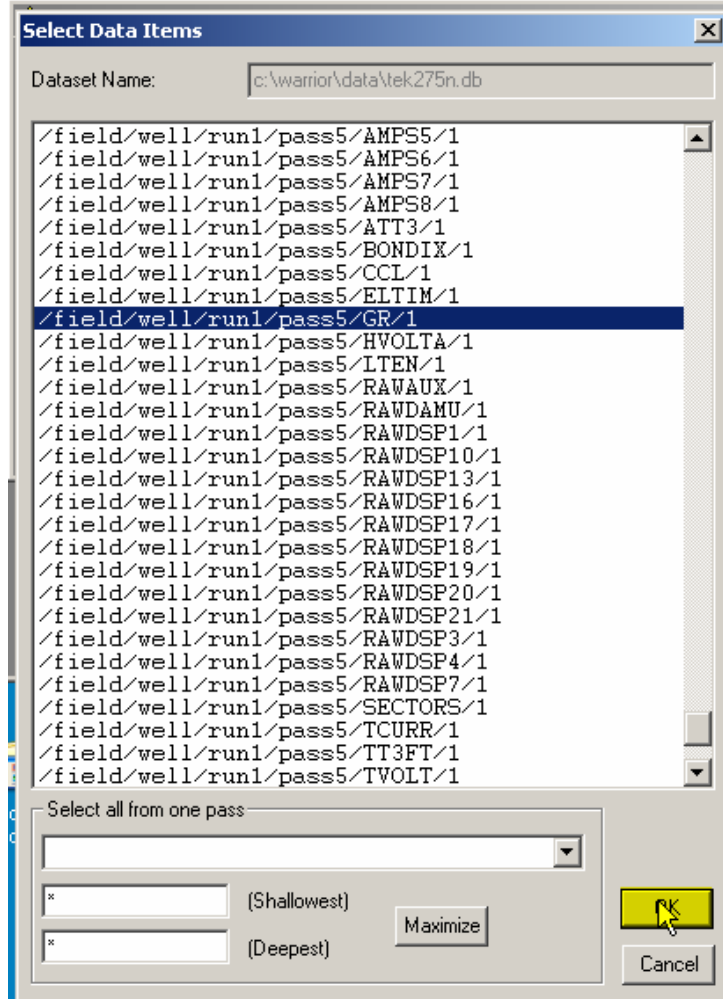 Select Data Items
Dataset Name: c:\warrior\data\tek275n.db
/field/well/run1/pass5/AMPS5/1
/field/well/run1/pass5/AMPS6/1
/field/well/run1/pass5/AMPS7/1
/field/well/run1/pass5/AMPS8/1
/field/well/run1/pass5/ATT3/1
/field/well/run1/pass5/BONDIX/1
/field/well/run1/pass5/CCL/1
/field/well/run1/pass5/ELTIM/1
/field/well/run1/pass5/GR/1
/field/well/run1/pass5/HVOLTA/1
/field/well/run1/pass5/LTEN/1
/field/well/run1/pass5/RAWAUX/1
/field/well/run1/pass5/RAWDAMU/1
/field/well/run1/pass5/RAWDSP1/1
/field/well/run1/pass5/RAWDSP10/1
/field/well/run1/pass5/RAWDSP13/1
/field/well/run1/pass5/RAWDSP16/1
/field/well/run1/pass5/RAWDSP17/1
/field/well/run1/pass5/RAWDSP18/1
/field/well/run1/pass5/RAWDSP19/1
/field/well/run1/pass5/RAWDSP20/1
/field/well/run1/pass5/RAWDSP21/1
/field/well/run1/pass5/RAWDSP3/1
/field/well/run1/pass5/RAWDSP4/1
/field/well/run1/pass5/RAWDSP7/1
/field/well/run1/pass5/SECTORS/1
/field/well/run1/pass5/TCURR/1
/field/well/run1/pass5/TT3FT/1
/field/well/run1/pass5/TVOLT/1
Select all from one pass
* (Shallowest)
Maximize
* (Deepest)
OK
Cancel